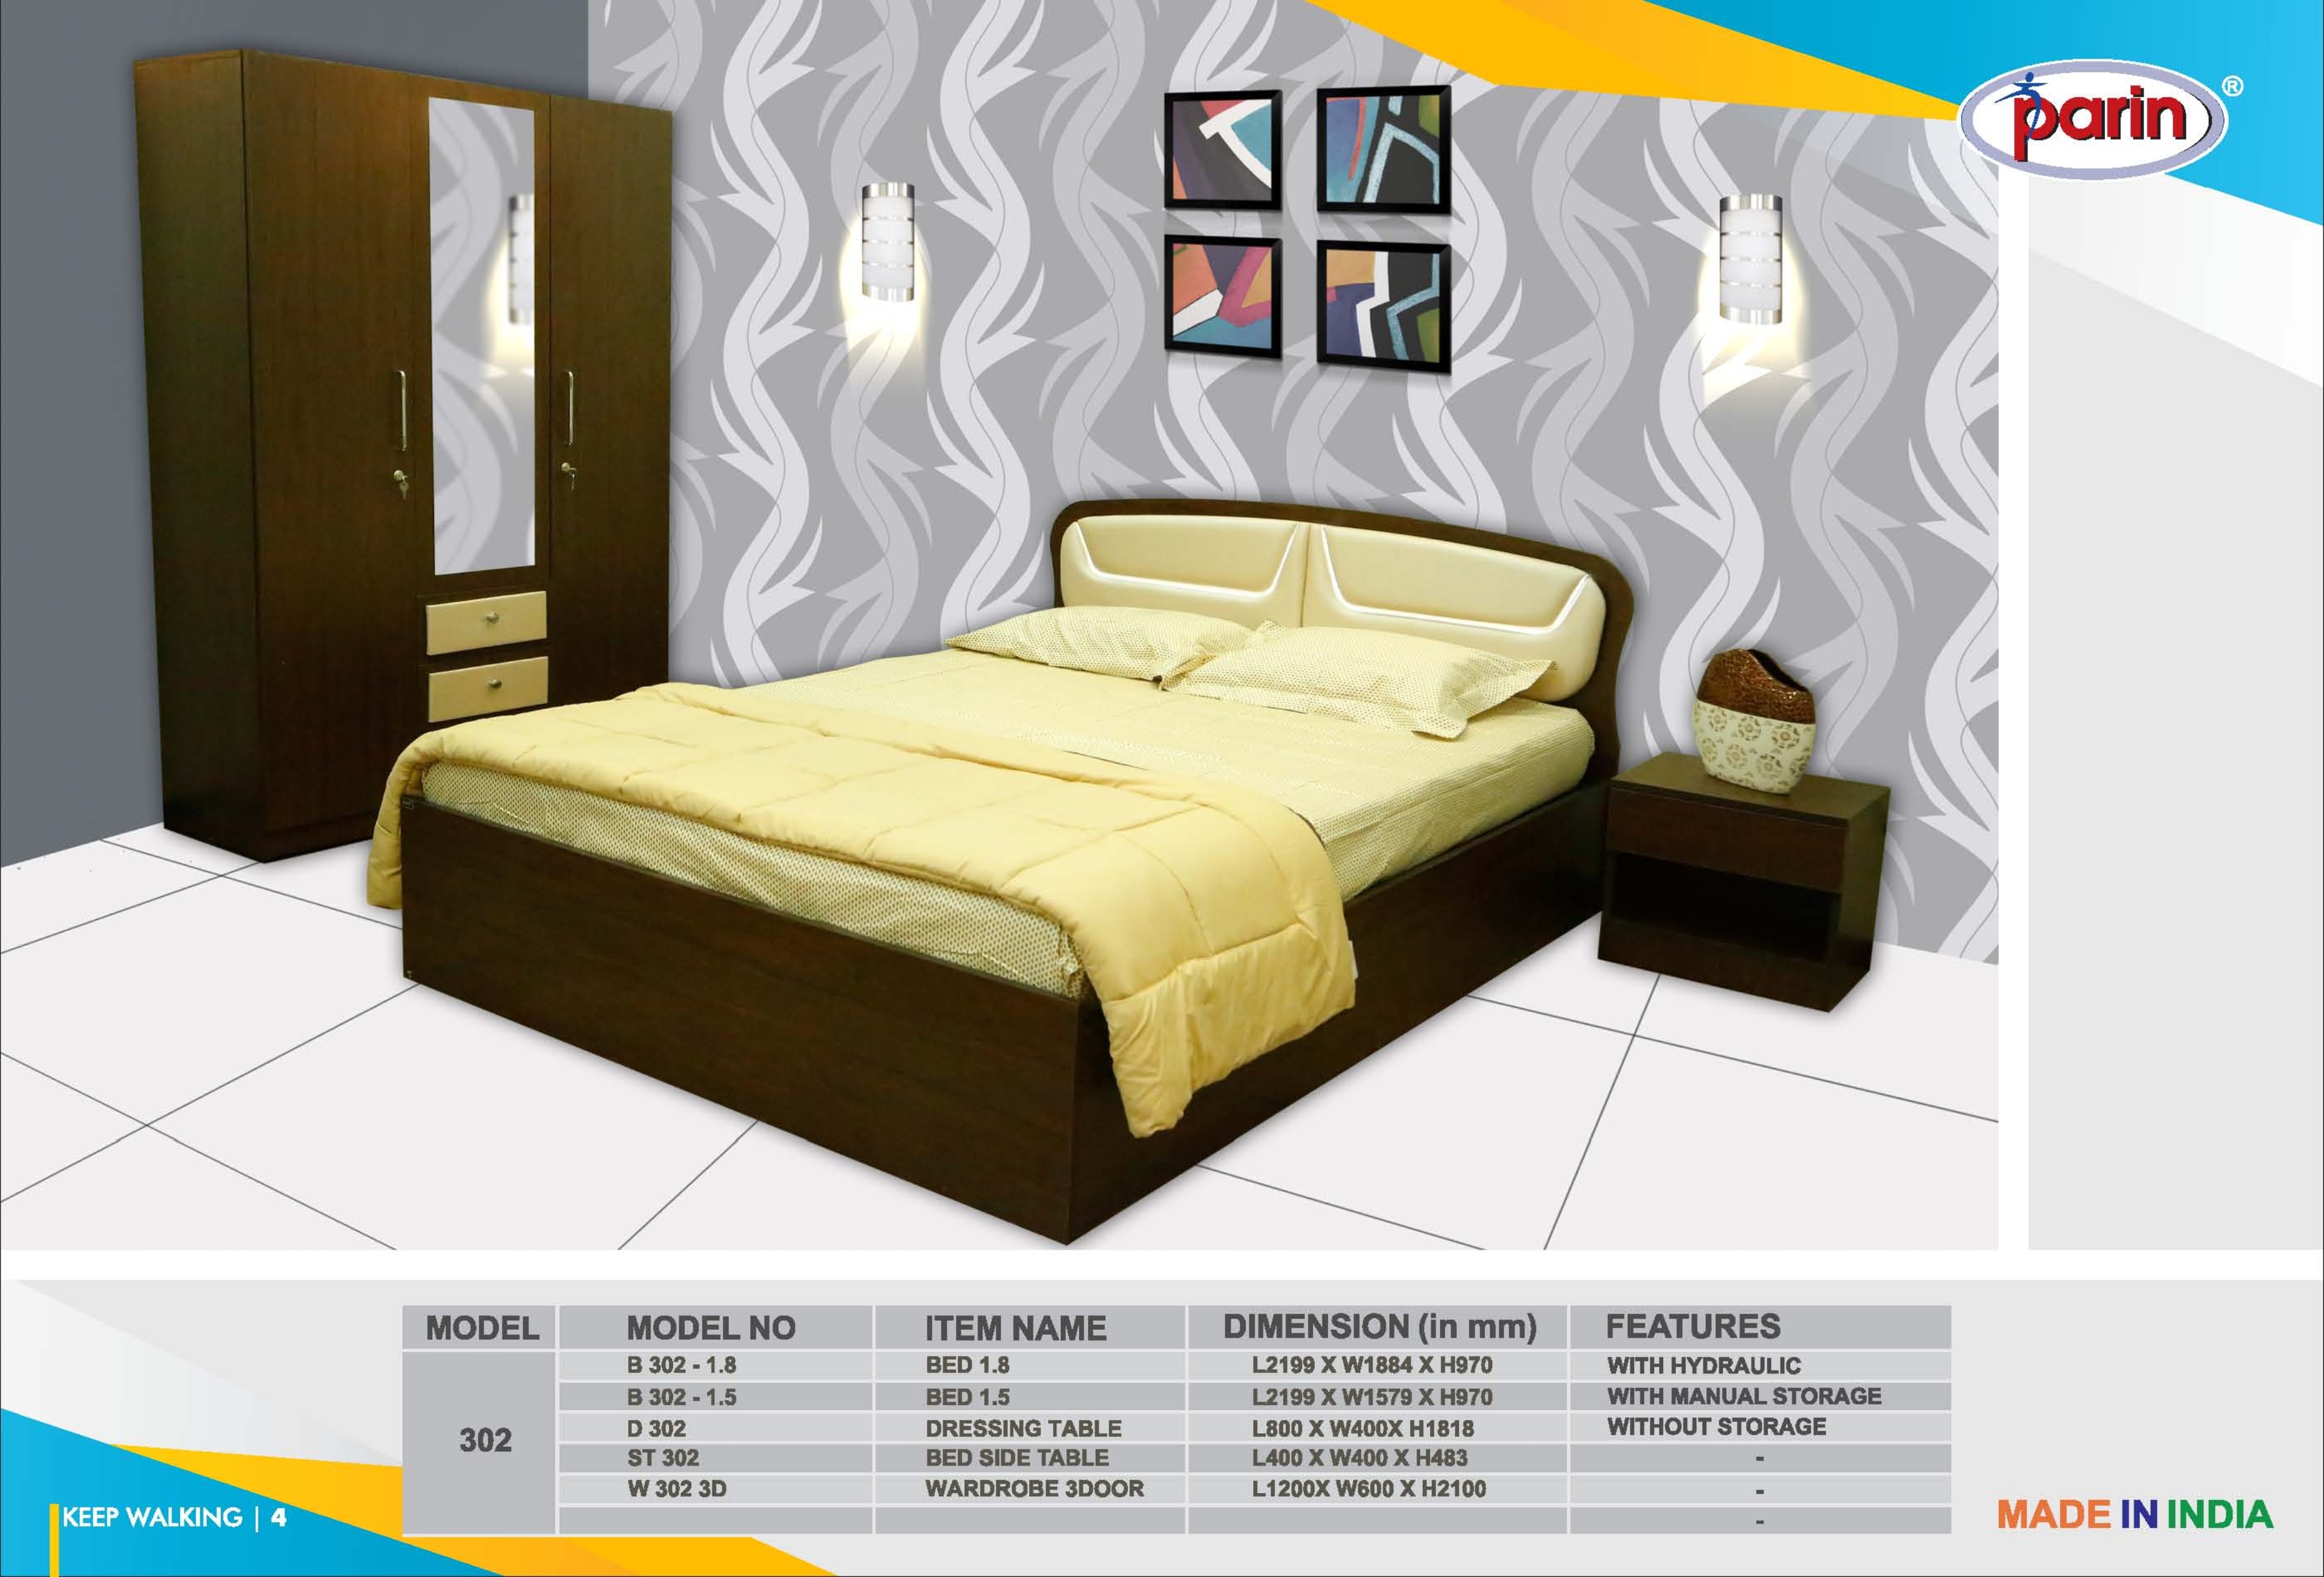 parin ®
MODEL MODEL NO ITEM NAME DIMENSION (in mm) FEATURES
302
B 302 - 1.8 BED 1.8 L2199 X W1884 X H970 WITH HYDRAULIC
B 302 - 1.5 BED 1.5 L2199 X W1579 X H970 WITH MANUAL STORAGE
D 302 DRESSING TABLE L800 X W400X H1818 WITHOUT STORAGE
ST 302 BED SIDE TABLE L400 X W400 X H483 -
W 302 3D WARDROBE 3DOOR L1200X W600 X H2100 -
-
KEEP WALKING | 4
MADE IN INDIA